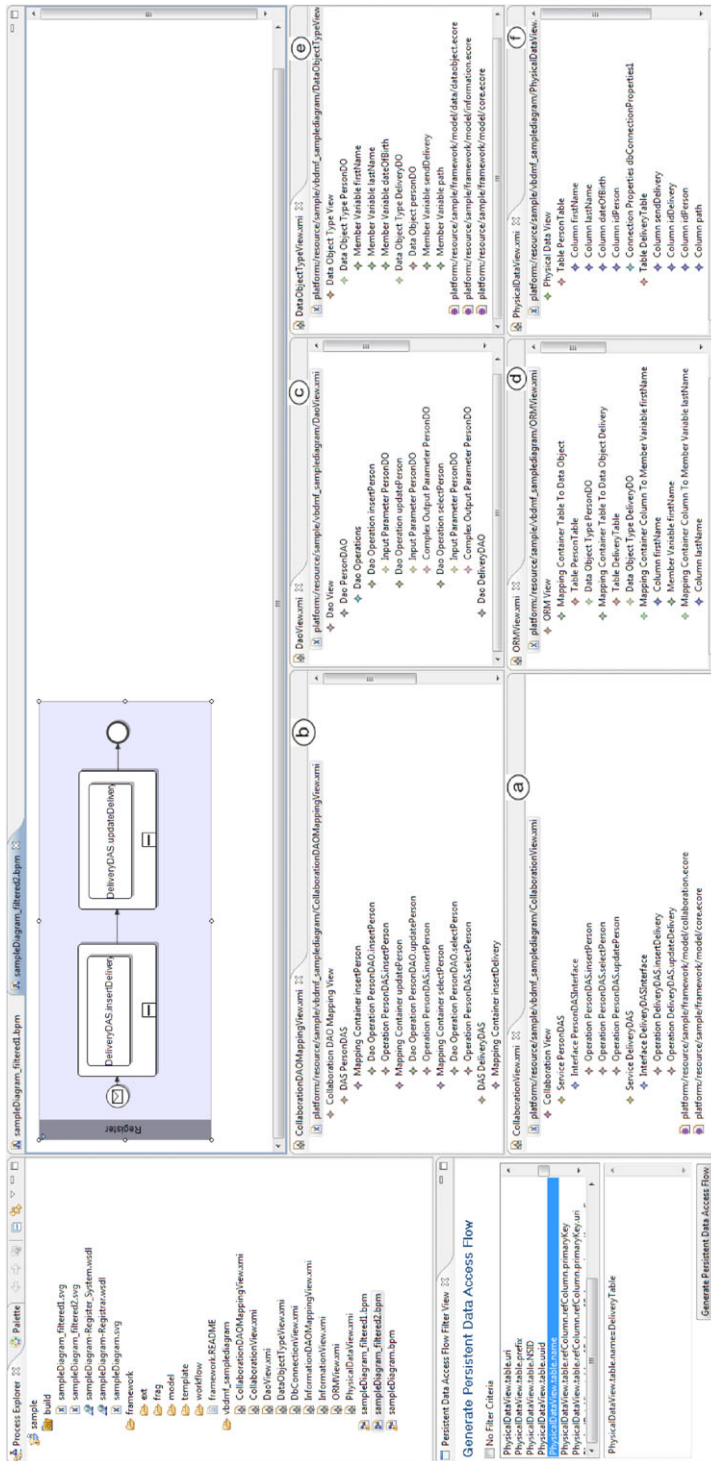 Process Explorer
Palette
sample
build
sampleDiagram_filtered1.svg
sampleDiagram_filtered2.svg
sampleDiagram-Register_System.wsdl
sampleDiagram-Registrar.wsdl
sampleDiagram.svg
framework
ext
frag
model
template
workflow
framework.README
vbdmf_samplediagram
CollaborationDAOMappingView.xmi
CollaborationView.xmi
DaoView.xmi
DataObjectTypeView.xmi
DbConnectionView.xmi
InformationDAOMappingView.xmi
InformationView.xmi
ORMView.xmi
PhysicalDataView.xmi
sampleDiagram_filtered1.bpm
sampleDiagram_filtered2.bpm
sampleDiagram.bpm
Persistent Data Access Flow Filter View
Generate Persistent Data Access Flow
No Filter Criteria
PhysicalDataView.table.uri
PhysicalDataView.table.prefix
PhysicalDataView.table.NSID
PhysicalDataView.table.uuid
PhysicalDataView.table.name
PhysicalDataView.table.refColumn.primaryKey
PhysicalDataView.table.refColumn.primaryKey.uri
PhysicalDataView.table.name=DeliveryTable
Generate Persistent Data Access Flow
sampleDiagram_filtered1.bpm
sampleDiagram_filtered2.bpm
Register
DeliveryDAS.insertDelivery
DeliveryDAS.updateDelivery
CollaborationDAOMappingView.xmi
b
platform:/resource/sample/vbdmf_samplediagram/CollaborationDAOMappingView.xmi
Collaboration DAO Mapping View
DAS PersonDAS
Mapping Container insertPerson
Dao Operation PersonDAO.insertPerson
Operation PersonDAS.insertPerson
Mapping Container updatePerson
Dao Operation PersonDAO.updatePerson
Operation PersonDAS.insertPerson
Mapping Container selectPerson
Dao Operation PersonDAO.selectPerson
Operation PersonDAS.selectPerson
DAS DeliveryDAS
Mapping Container insertDelivery
DaoView.xmi
c
platform:/resource/sample/vbdmf_samplediagram/DaoView.xmi
Dao View
Dao PersonDAO
Dao Operations
Dao Operation insertPerson
Input Parameter PersonDO
Dao Operation updatePerson
Input Parameter PersonDO
Complex Output Parameter PersonDO
Dao Operation selectPerson
Input Parameter PersonDO
Complex Output Parameter PersonDO
Dao DeliveryDAO
DataObjectTypeView.xmi
e
platform:/resource/sample/vbdmf_samplediagram/DataObjectTypeView
Data Object Type View
Data Object Type PersonDO
Member Variable firstName
Member Variable lastName
Member Variable dateOfBirth
Data Object Type DeliveryDO
Data Object personDO
Member Variable sendDelivery
Member Variable path
platform:/resource/sample/framework/model/data/dataobject.ecore
platform:/resource/sample/framework/model/information.ecore
platform:/resource/sample/framework/model/core.ecore
CollaborationView.xmi
a
platform:/resource/sample/vbdmf_samplediagram/CollaborationView.xmi
Collaboration View
Service PersonDAS
Interface PersonDASInterface
Operation PersonDAS.insertPerson
Operation PersonDAS.selectPerson
Operation PersonDAS.updatePerson
Service DeliveryDAS
Interface DeliveryDASInterface
Operation DeliveryDAS.insertDelivery
Operation DeliveryDAS.updateDelivery
platform:/resource/sample/framework/model/collaboration.ecore
platform:/resource/sample/framework/model/core.ecore
ORMView.xmi
d
platform:/resource/sample/vbdmf_samplediagram/ORMView.xmi
ORM View
Mapping Container Table To Data Object
Table PersonTable
Data Object Type PersonDO
Mapping Container Table To Data Object Delivery
Table DeliveryTable
Data Object Type DeliveryDO
Mapping Container Column To Member Variable firstName
Column firstName
Member Variable firstName
Mapping Container Column To Member Variable lastName
Column lastName
PhysicalDataView.xmi
f
platform:/resource/sample/vbdmf_samplediagram/PhysicalDataView.
Physical Data View
Table PersonTable
Column firstName
Column lastName
Column dateOfBirth
Column idPerson
Connection Properties dbConnectionProperties1
Table DeliveryTable
Column sendDelivery
Column idDelivery
Column idPerson
Column path